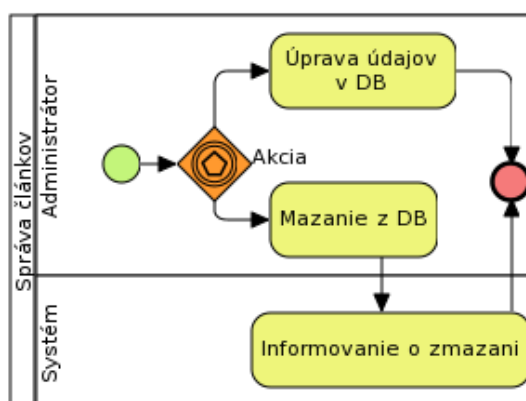 Správa článkov
Administrátor
Úprava údajov
v DB
Akcia
Mazanie z DB
Systém
Informovanie o zmazani